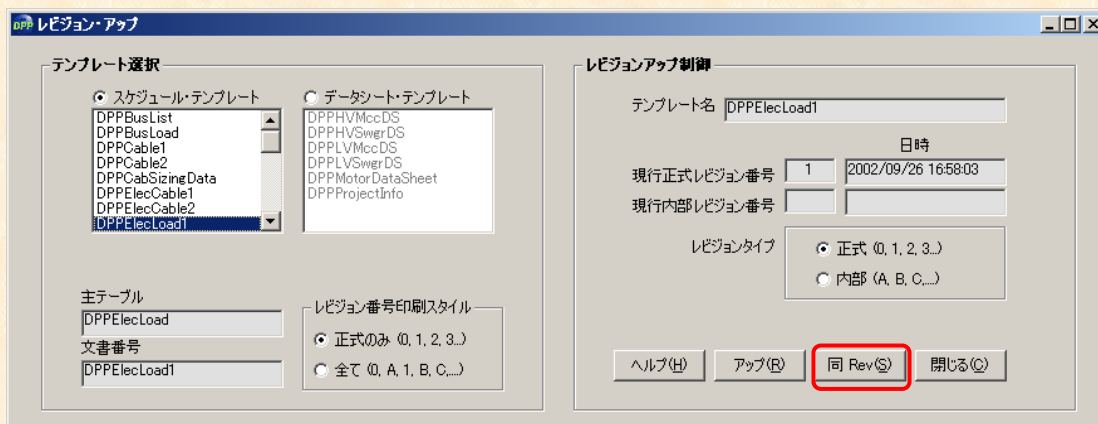 DPP レビジョン・アップ
テンプレート選択
スケジュール・テンプレート
DPPBusList
DPPBusLoad
DPPCable1
DPPCable2
DPPCabSizingData
DPPElecCable1
DPPElecCable2
DPPElecLoad1
データシート・テンプレート
DPPHVMccDS
DPPHVSwgrDS
DPPLVMccDS
DPPLVSwgrDS
DPPMotorDataSheet
DPPProjectInfo
主テーブル
DPPElecLoad
文書番号
DPPElecLoad1
レビジョン番号印刷スタイル
正式のみ (0, 1, 2, 3...)
全て (0, A, 1, B, C,....)
レビジョンアップ制御
テンプレート名 DPPElecLoad1
日時
現行正式レビジョン番号 1 2002/09/26 16:58:03
現行内部レビジョン番号
レビジョンタイプ
正式 (0, 1, 2, 3...)
内部 (A, B, C,....)
ヘルプ(H) アップ(R) 同 Rev(S) 閉じる(C)